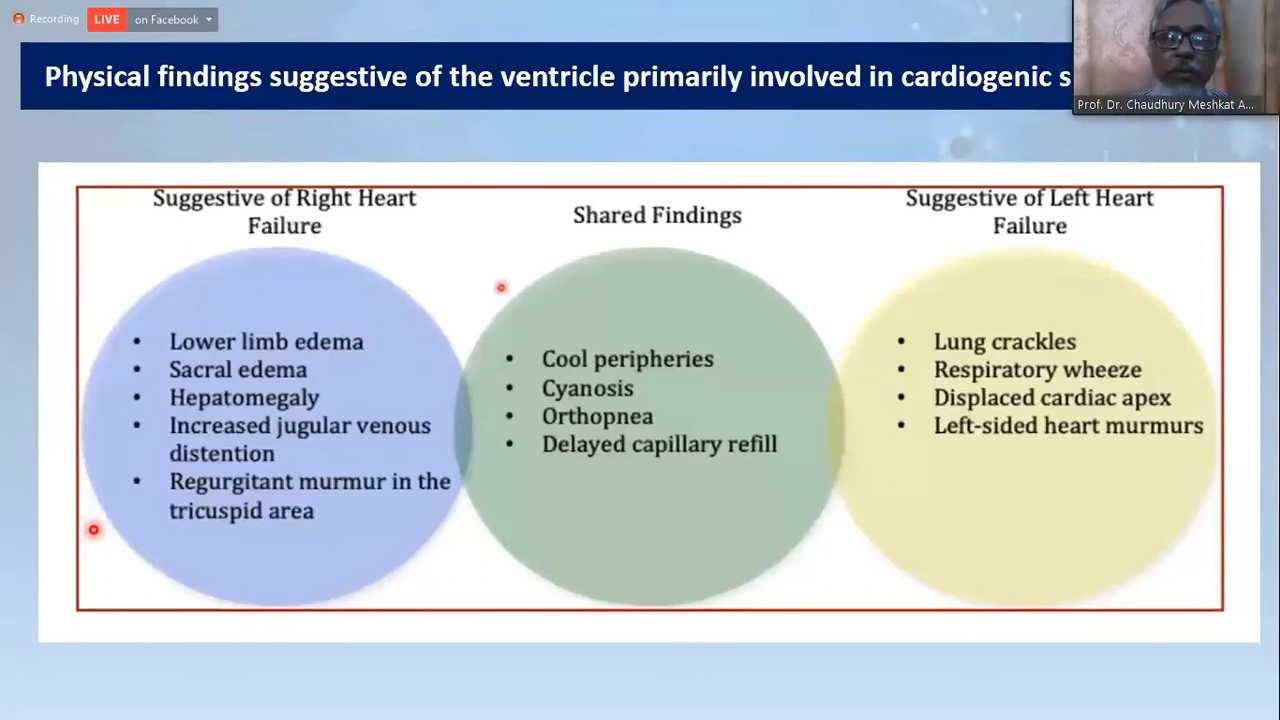 Recording
LIVE on Facebook
Physical findings suggestive of the ventricle primarily involved in cardiogenic
Prof. Dr. Chaudhury Meshkat A...
Suggestive of Right Heart
Failure
• Lower limb edema
• Sacral edema
• Hepatomegaly
• Increased jugular venous
distention
• Regurgitant murmur in the
tricuspid area
Shared Findings
• Cool peripheries
• Cyanosis
• Orthopnea
• Delayed capillary refill
Suggestive of Left Heart
Failure
• Lung crackles
• Respiratory wheeze
• Displaced cardiac apex
• Left-sided heart murmurs